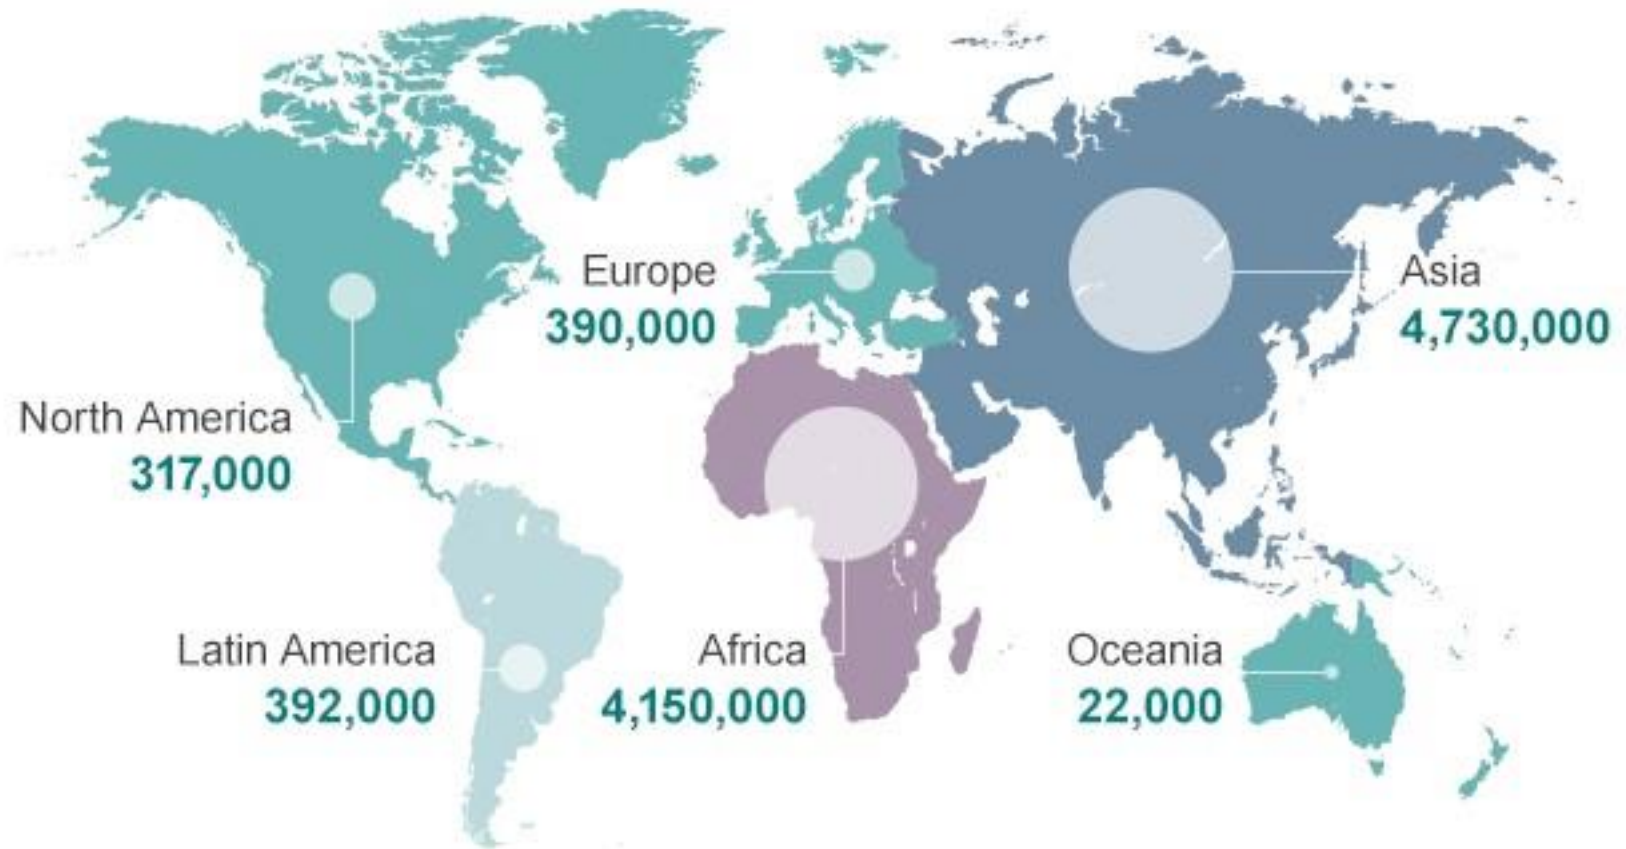 Europe
390,000
Asia
4,730,000
North America
317,000
Latin America
392,000
Africa
4,150,000
Oceania
22,000